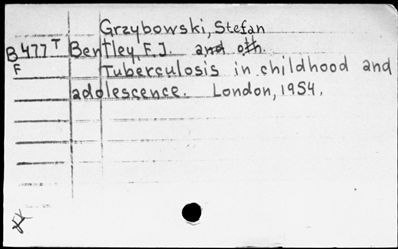 Grzybowski, Stefan
B477T Bentley, F.J. and oth.
F Tuberculosis in childhood and
adolescence. London, 1954.